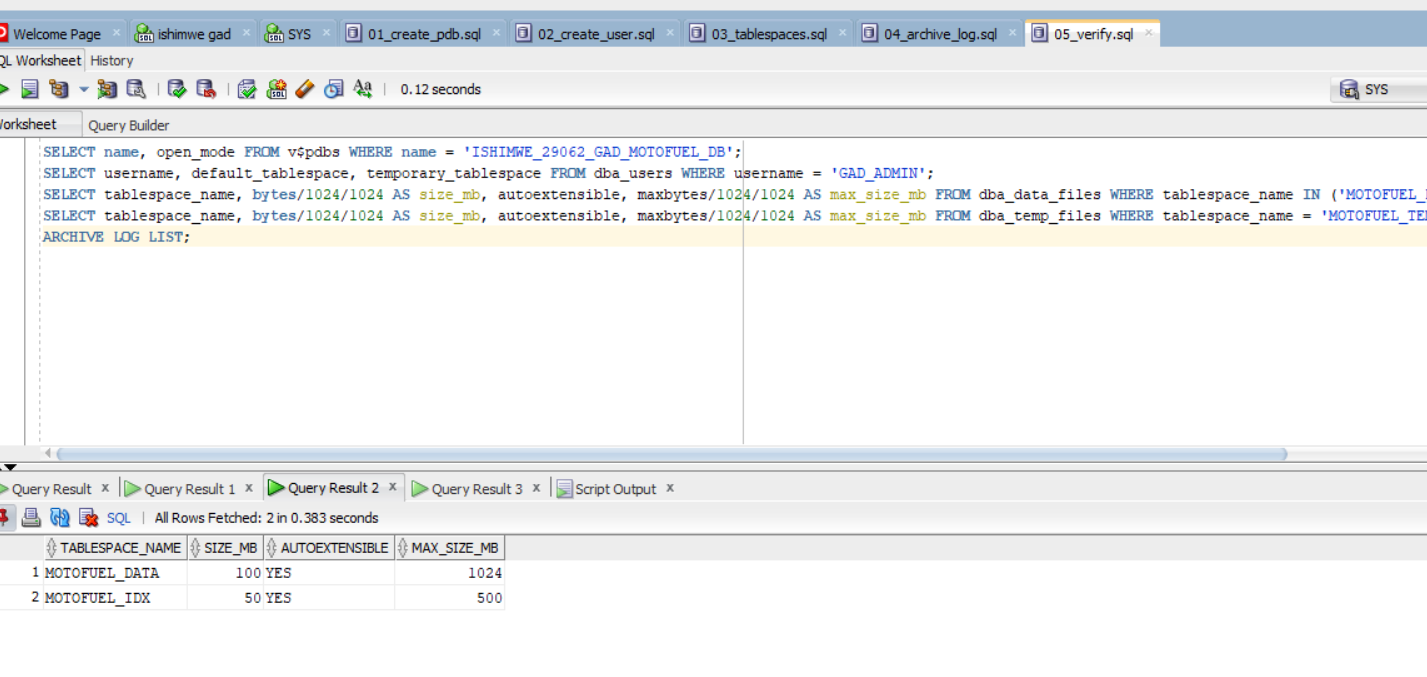 Welcome Page ishimwe gad SYS 01_create_pdb.sql 02_create_user.sql 03_tablespaces.sql 04_archive_log.sql 05_verify.sql
QL Worksheet History
0.12 seconds SYS
Worksheet Query Builder
SELECT name, open_mode FROM v$pdbs WHERE name = 'ISHIMWE_29062_GAD_MOTOFUEL_DB';
SELECT username, default_tablespace, temporary_tablespace FROM dba_users WHERE username = 'GAD_ADMIN';
SELECT tablespace_name, bytes/1024/1024 AS size_mb, autoextensible, maxbytes/1024/1024 AS max_size_mb FROM dba_data_files WHERE tablespace_name IN ('MOTOFUEL_
SELECT tablespace_name, bytes/1024/1024 AS size_mb, autoextensible, maxbytes/1024/1024 AS max_size_mb FROM dba_temp_files WHERE tablespace_name = 'MOTOFUEL_TE
ARCHIVE LOG LIST;
Query Result x Query Result 1 x Query Result 2 x Query Result 3 x Script Output x
SQL | All Rows Fetched: 2 in 0.383 seconds
TABLESPACE_NAME SIZE_MB AUTOEXTENSIBLE MAX_SIZE_MB
1 MOTOFUEL_DATA 100 YES 1024
2 MOTOFUEL_IDX 50 YES 500